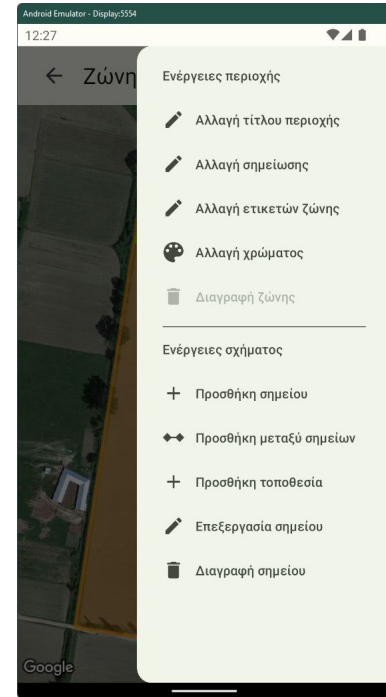 Android Emulator - Display:5554
12:27
Ζώνη
Ενέργειες περιοχής
Αλλαγή τίτλου περιοχής
Αλλαγή σημείωσης
Αλλαγή ετικετών ζώνης
Αλλαγή χρώματος
Διαγραφή ζώνης
Ενέργειες σχήματος
Προσθήκη σημείου
Προσθήκη μεταξύ σημείων
Προσθήκη τοποθεσία
Επεξεργασία σημείου
Διαγραφή σημείου
Google